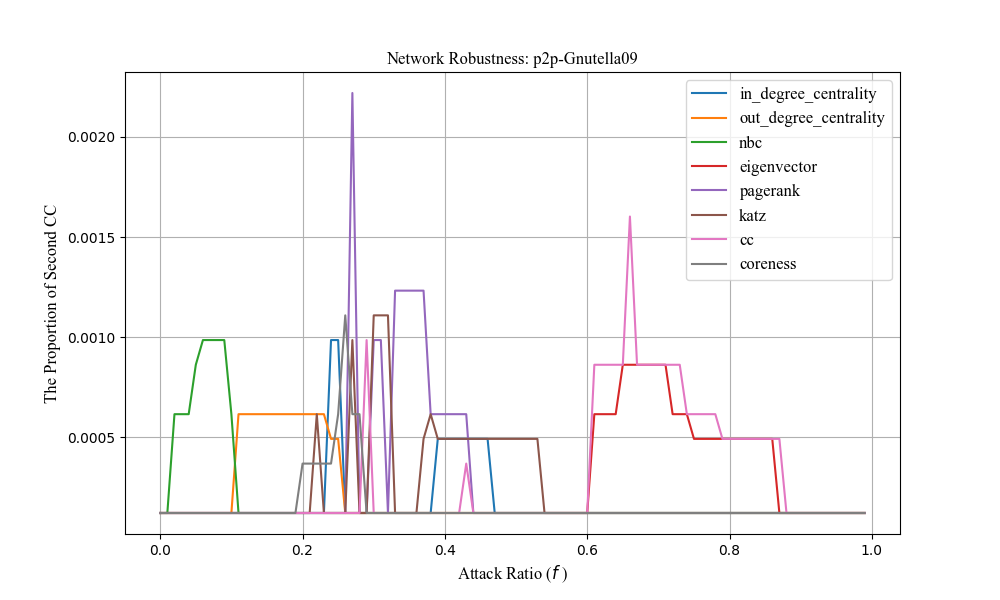 Network Robustness: p2p-Gnutella09
The Proportion of Second CC
0.0020
0.0015
0.0010
0.0005
in_degree_centrality
out_degree_centrality
nbc
eigenvector
pagerank
katz
cc
coreness
0.0 0.2 0.4 0.6 0.8 1.0
Attack Ratio (f)